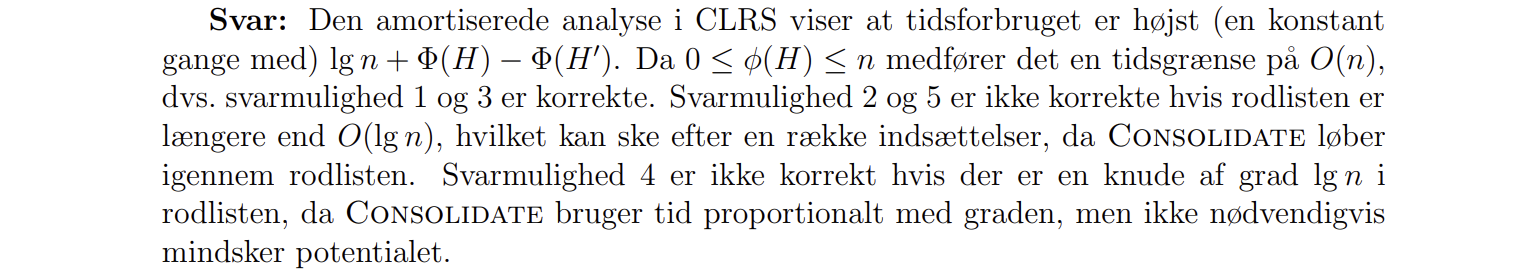 Svar: Den amortiserede analyse i CLRS viser at tidsforbruget er højst (en konstant
gange med) lg n + Φ(H) − Φ(H′). Da 0 ≤ ϕ(H) ≤ n medfører det en tidsgrænse på O(n),
dvs. svarmulighed 1 og 3 er korrekte. Svarmulighed 2 og 5 er ikke korrekte hvis rodlisten er
længere end O(lg n), hvilket kan ske efter en række indsættelser, da CONSOLIDATE løber
igennem rodlisten. Svarmulighed 4 er ikke korrekt hvis der er en knude af grad lg n i
rodlisten, da CONSOLIDATE bruger tid proportionalt med graden, men ikke nødvendigvis
mindsker potentialet.